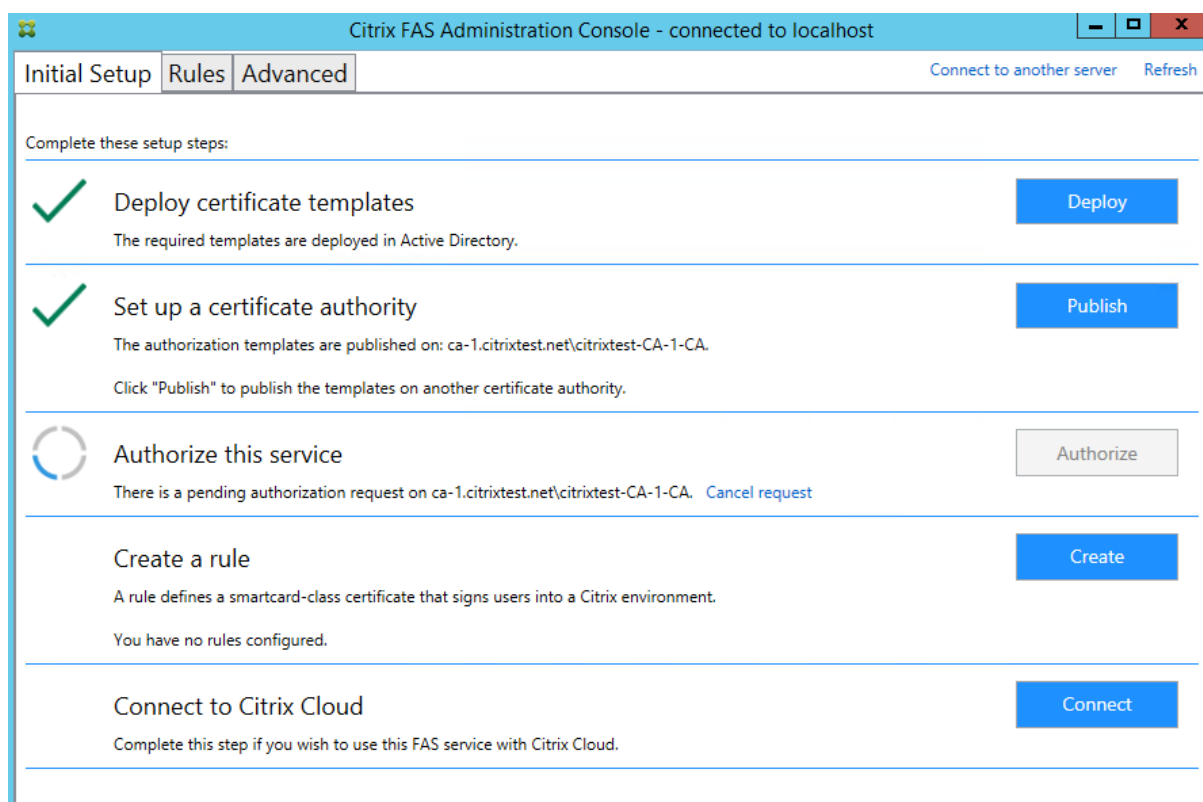 Citrix FAS Administration Console - connected to localhost
Initial Setup Rules Advanced Connect to another server Refresh
Complete these setup steps:
Deploy certificate templates Deploy
The required templates are deployed in Active Directory.
Set up a certificate authority Publish
The authorization templates are published on: ca-1.citrixtest.net\citrixtest-CA-1-CA.
Click "Publish" to publish the templates on another certificate authority.
Authorize this service Authorize
There is a pending authorization request on ca-1.citrixtest.net\citrixtest-CA-1-CA. Cancel request
Create a rule Create
A rule defines a smartcard-class certificate that signs users into a Citrix environment.
You have no rules configured.
Connect to Citrix Cloud Connect
Complete this step if you wish to use this FAS service with Citrix Cloud.